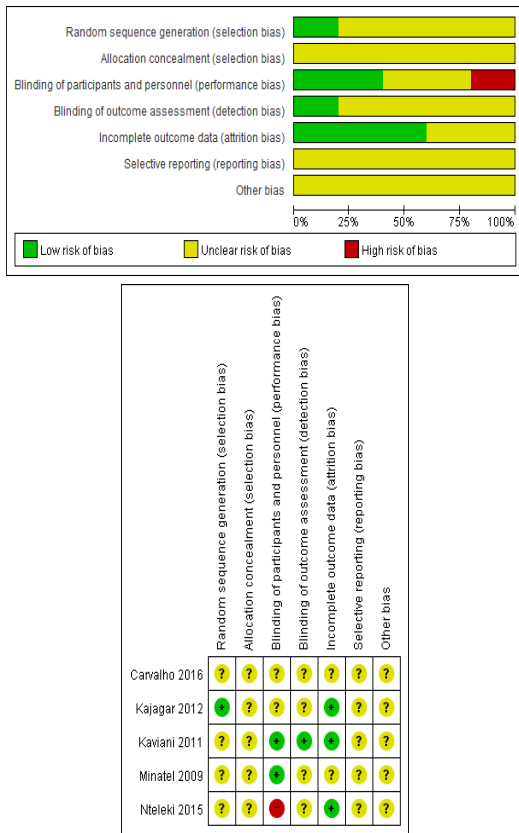 Random sequence generation (selection bias)
Allocation concealment (selection bias)
Blinding of participants and personnel (performance bias)
Blinding of outcome assessment (detection bias)
Incomplete outcome data (attrition bias)
Selective reporting (reporting bias)
Other bias
0% 25% 50% 75% 100%
Low risk of bias Unclear risk of bias High risk of bias
Random sequence generation (selection bias)
Allocation concealment (selection bias)
Blinding of participants and personnel (performance bias)
Blinding of outcome assessment (detection bias)
Incomplete outcome data (attrition bias)
Selective reporting (reporting bias)
Other bias
Carvalho 2016 ? ? ? ? ? ? ?
Kajagar 2012 + ? ? ? + ? ?
Kaviani 2011 ? ? + + + ? ?
Minatel 2009 ? ? + ? ? ? ?
Nteleki 2015 ? ? − ? + ? ?